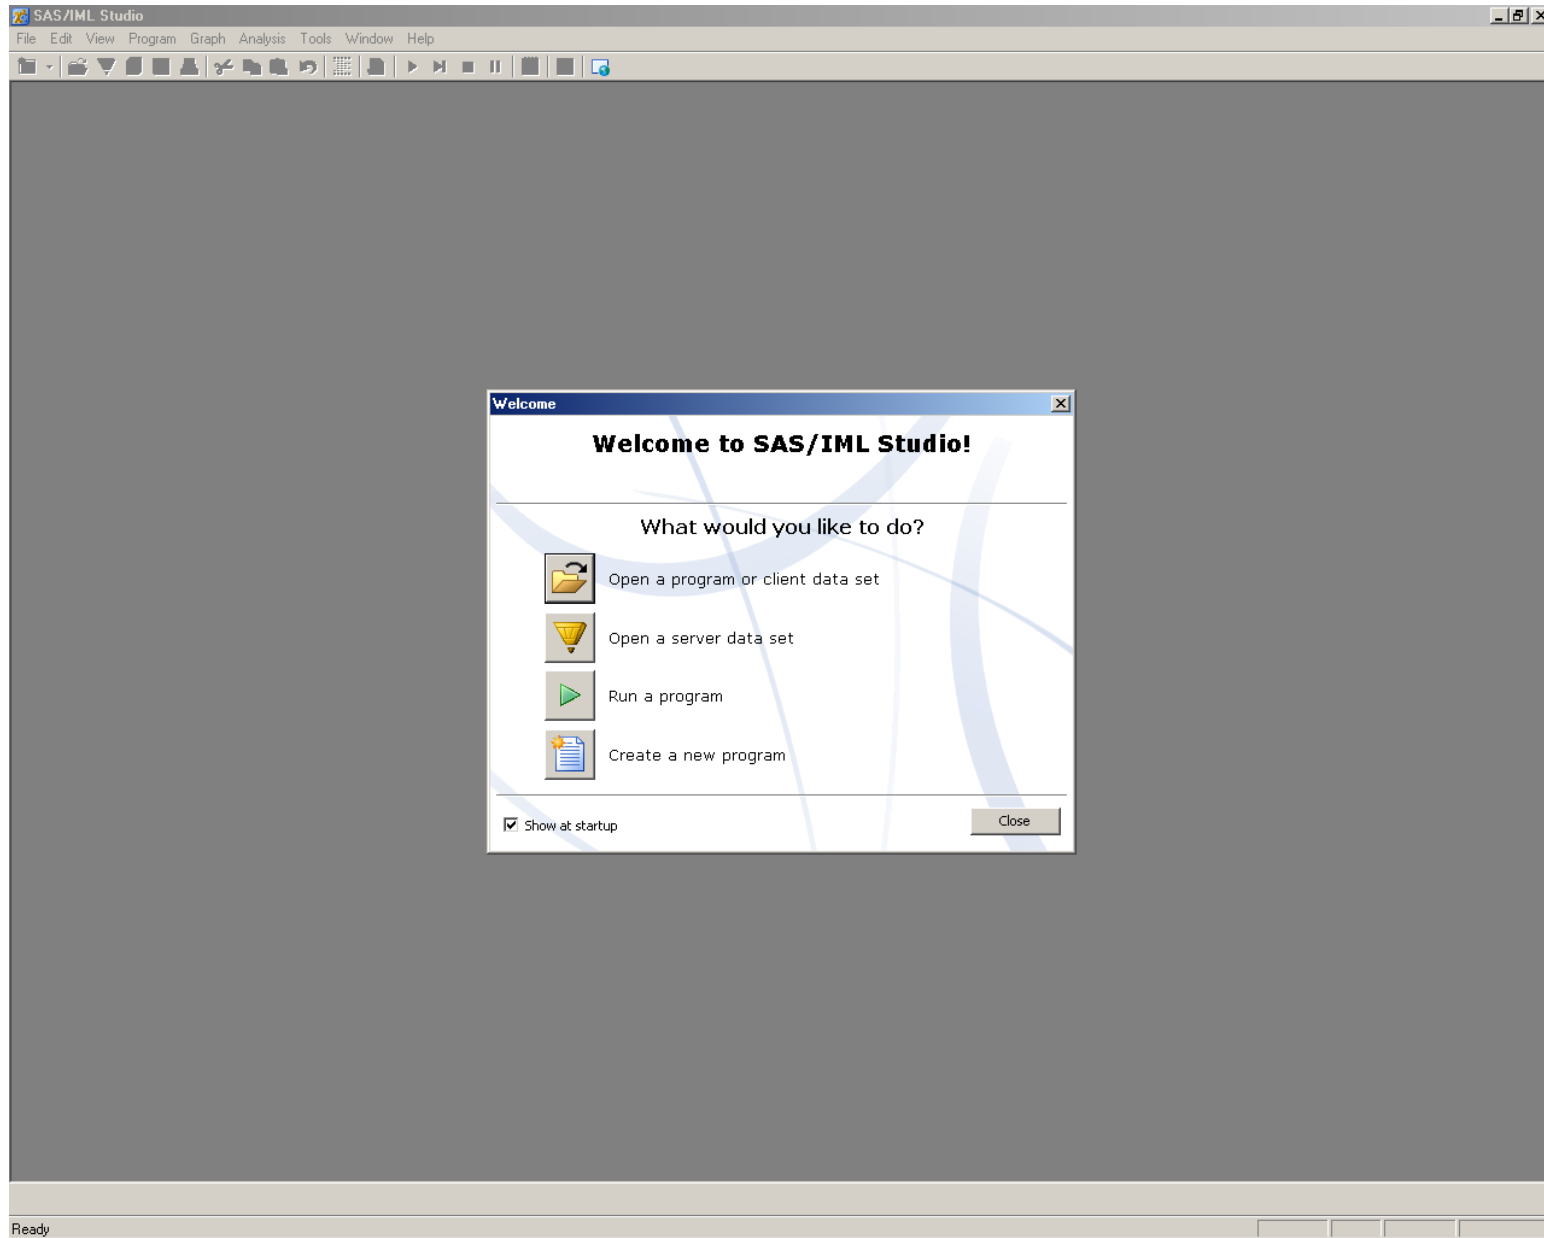 SAS/IML Studio
File Edit View Program Graph Analysis Tools Window Help
Welcome
Welcome to SAS/IML Studio!
What would you like to do?
Open a program or client data set
Open a server data set
Run a program
Create a new program
Show at startup
Close
Ready